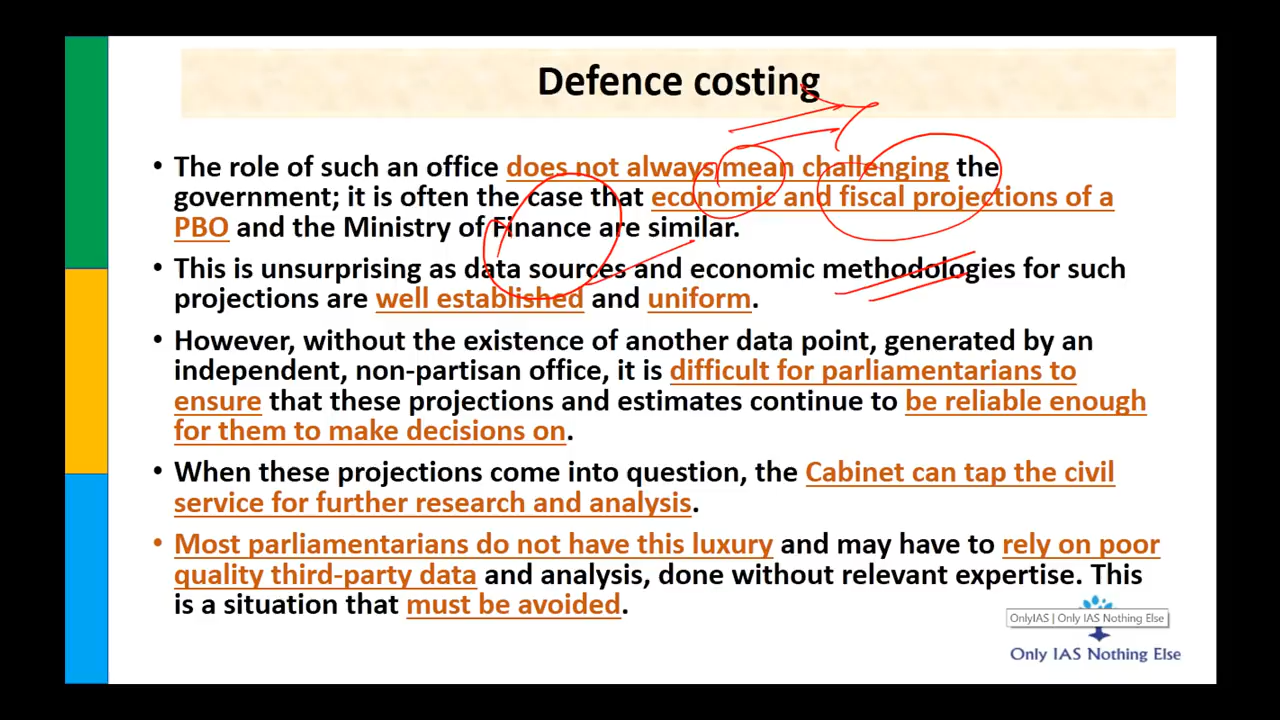 Defence costing
• The role of such an office does not always mean challenging the
government; it is often the case that economic and fiscal projections of a
PBO and the Ministry of Finance are similar.
• This is unsurprising as data sources and economic methodologies for such
projections are well established and uniform.
• However, without the existence of another data point, generated by an
independent, non-partisan office, it is difficult for parliamentarians to
ensure that these projections and estimates continue to be reliable enough
for them to make decisions on.
• When these projections come into question, the Cabinet can tap the civil
service for further research and analysis.
• Most parliamentarians do not have this luxury and may have to rely on poor
quality third-party data and analysis, done without relevant expertise. This
is a situation that must be avoided.
OnlyIAS | Only IAS Nothing Else
Only IAS Nothing Else